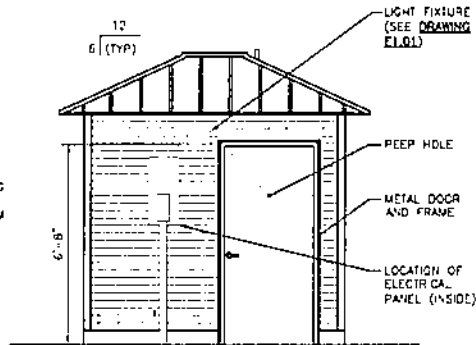 12
6 (TYP)
LIGHT FIXTURE
(SEE DRAWING
E1.01)
PEEP HOLE
METAL DOOR
AND FRAME
6'-8"
LOCATION OF
ELECTRICAL
PANEL (INSIDE)